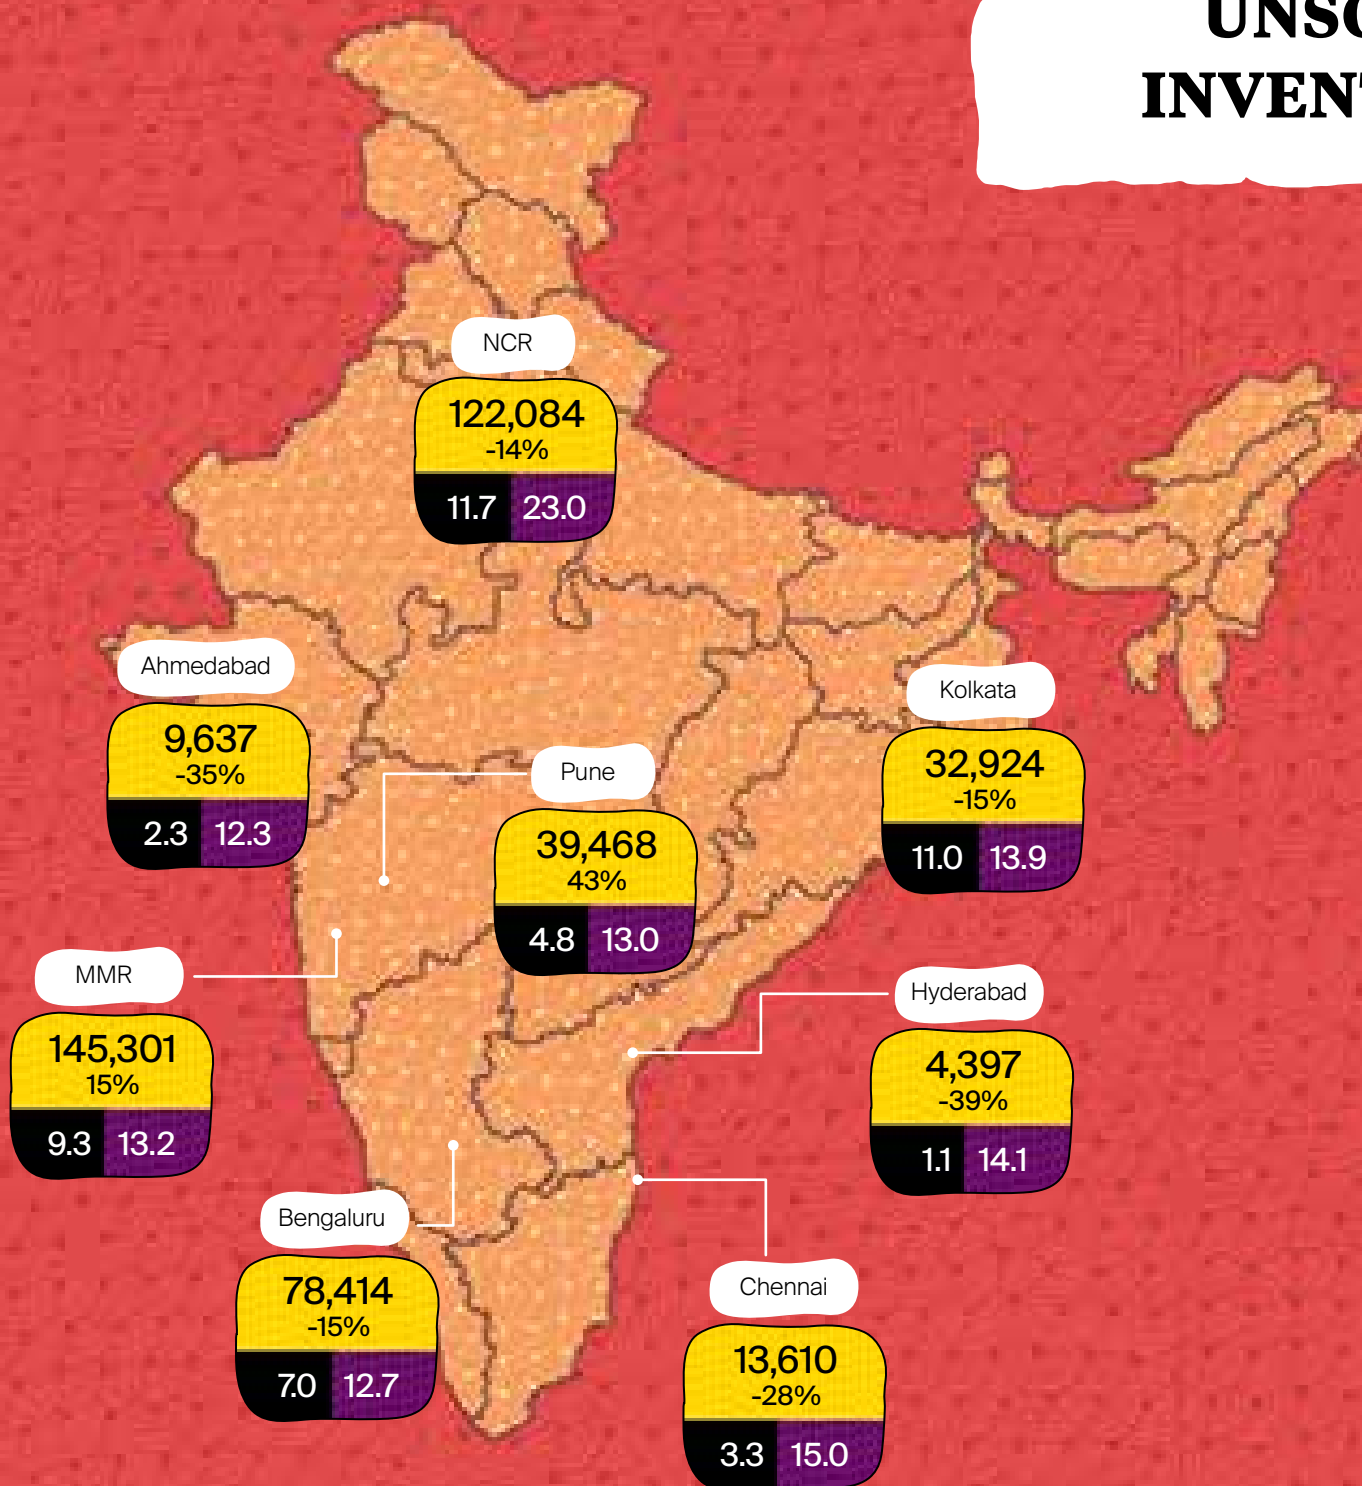 UNSO
INVENT
NCR
122,084
-14%
11.7 23.0
Ahmedabad
9,637
-35%
2.3 12.3
Kolkata
32,924
-15%
11.0 13.9
Pune
39,468
43%
4.8 13.0
MMR
145,301
15%
9.3 13.2
Hyderabad
4,397
-39%
1.1 14.1
Bengaluru
78,414
-15%
7.0 12.7
Chennai
13,610
-28%
3.3 15.0